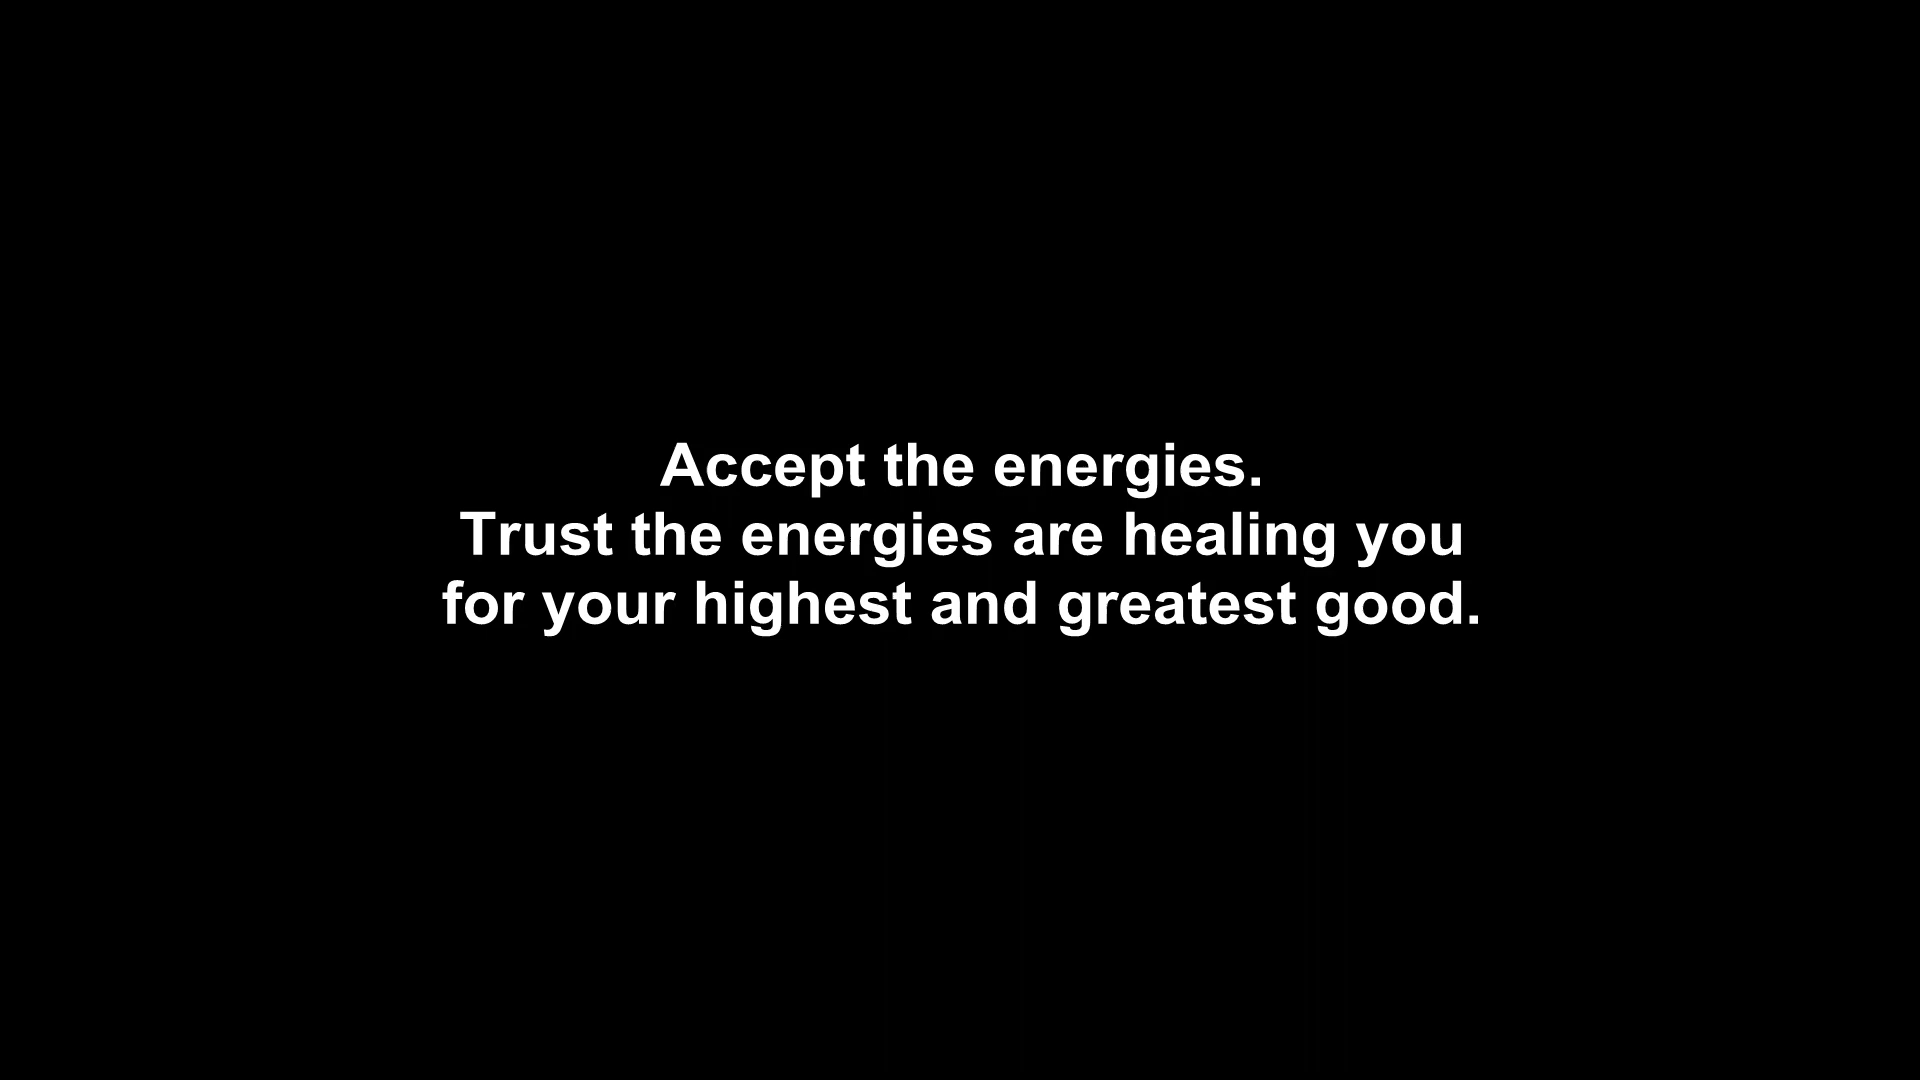 Accept the energies.
Trust the energies are healing you
for your highest and greatest good.